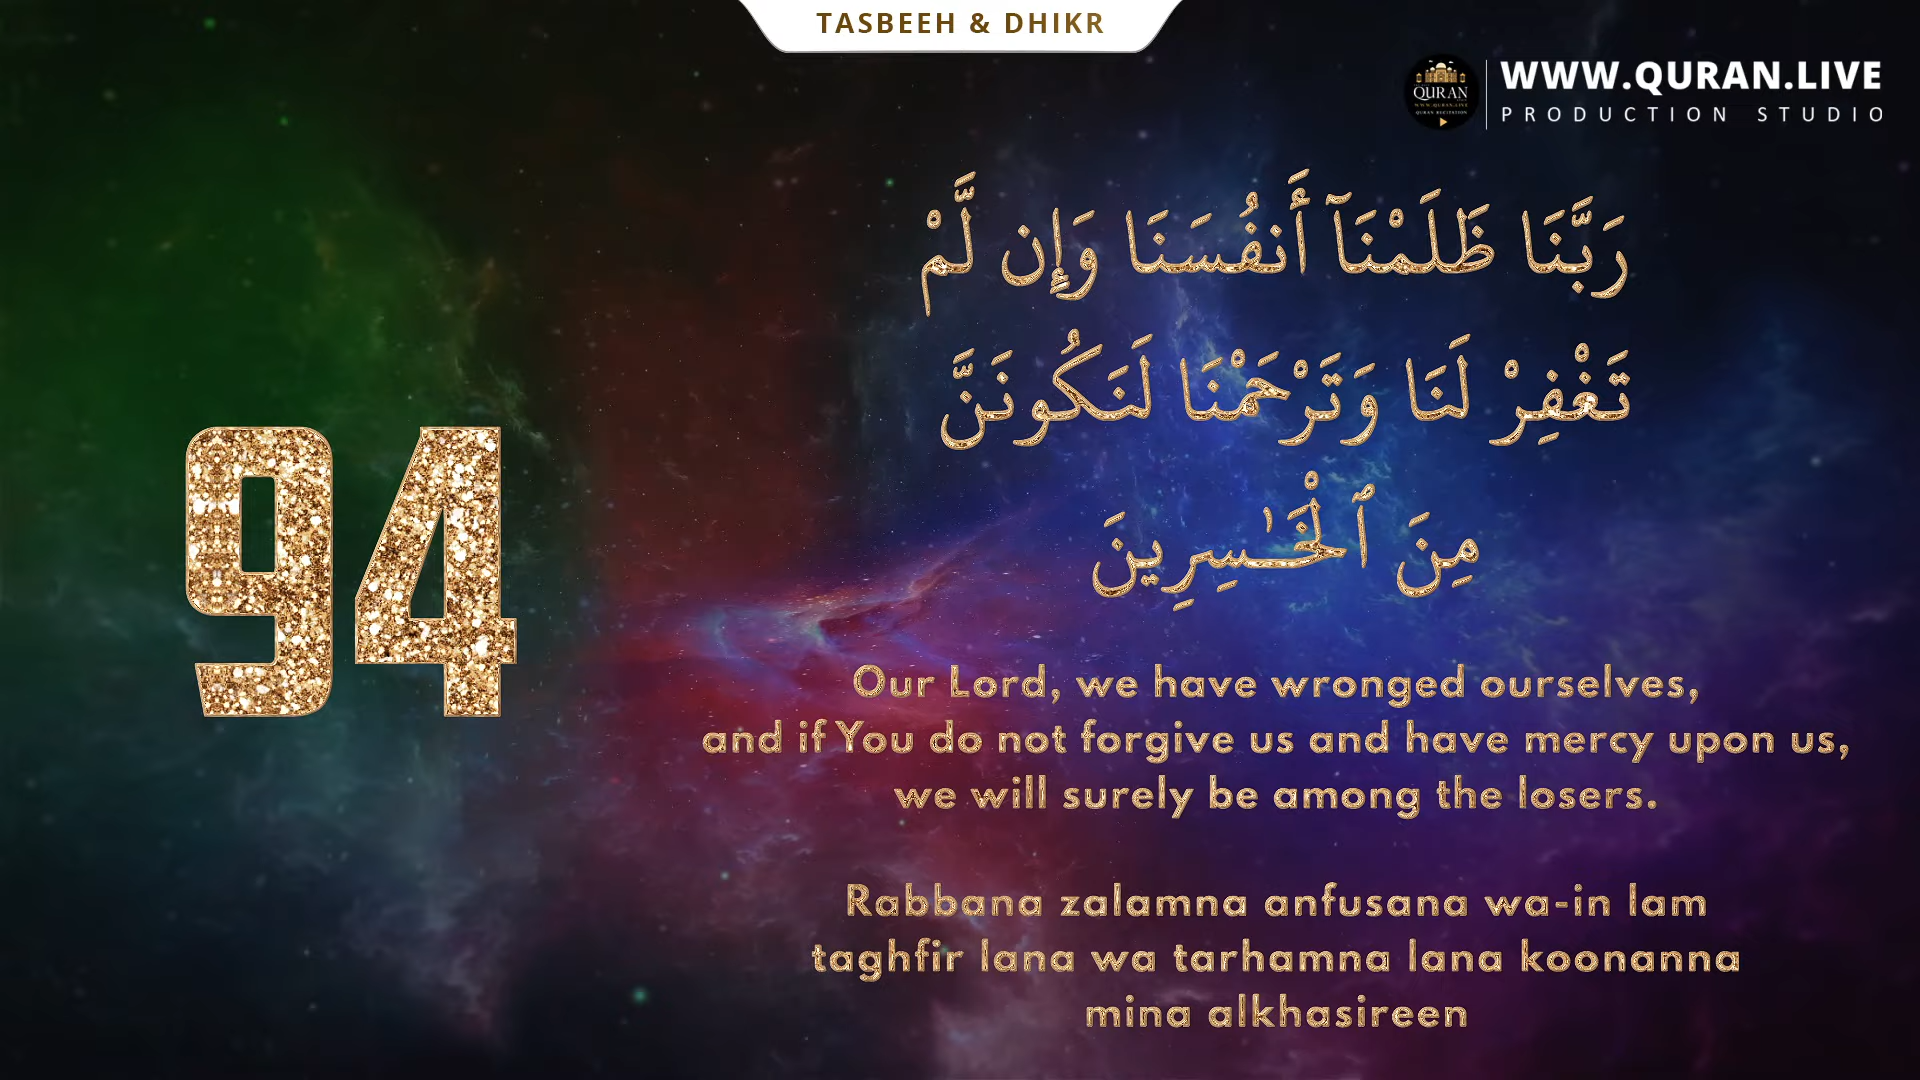 TASBEEH & DHIKR
WWW.QURAN.LIVE
PRODUCTION STUDIO
QURAN
94
رَبَّنَا ظَلَمْنَآ أَنفُسَنَا وَإِن لَّمْ
تَغْفِرْ لَنَا وَتَرْحَمْنَا لَنَكُونَنَّ
مِنَ ٱلْخَـٰسِرِينَ
Our Lord, we have wronged ourselves,
and if You do not forgive us and have mercy upon us,
we will surely be among the losers.
Rabbana zalamna anfusana wa-in lam
taghfir lana wa tarhamna lana koonanna
mina alkhasireen